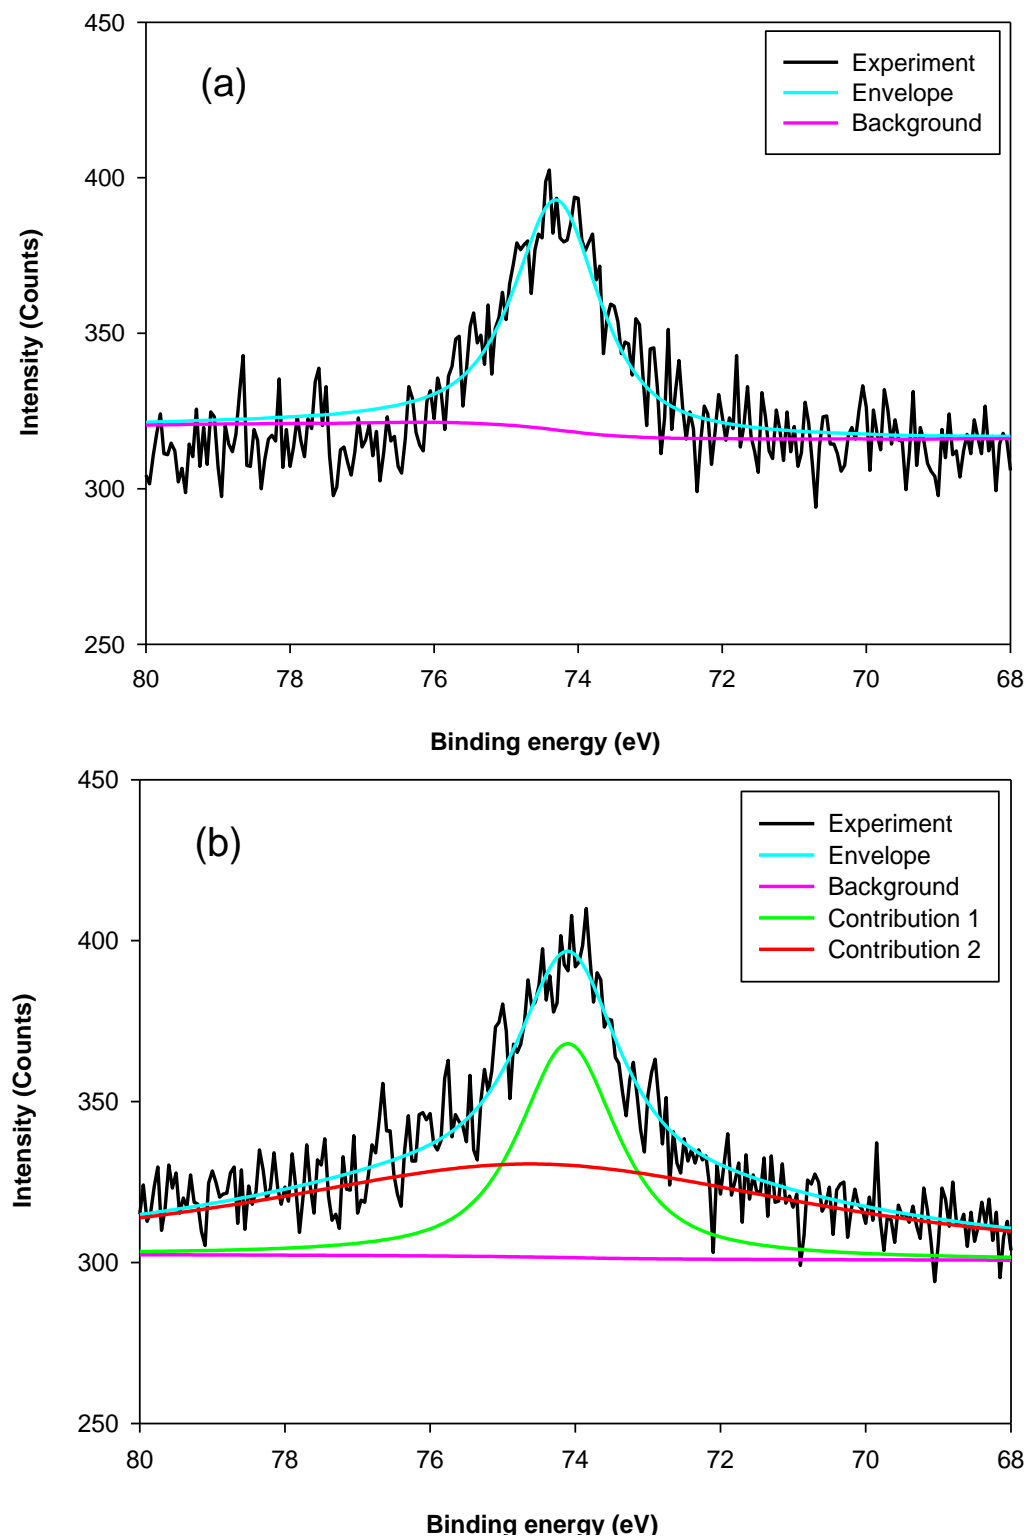 450
(a)
Experiment
Envelope
Background
400
350
300
250
Intensity (Counts)
80 78 76 74 72 70 68
Binding energy (eV)
450
(b)
Experiment
Envelope
Background
Contribution 1
Contribution 2
400
350
300
250
Intensity (Counts)
80 78 76 74 72 70 68
Binding energy (eV)